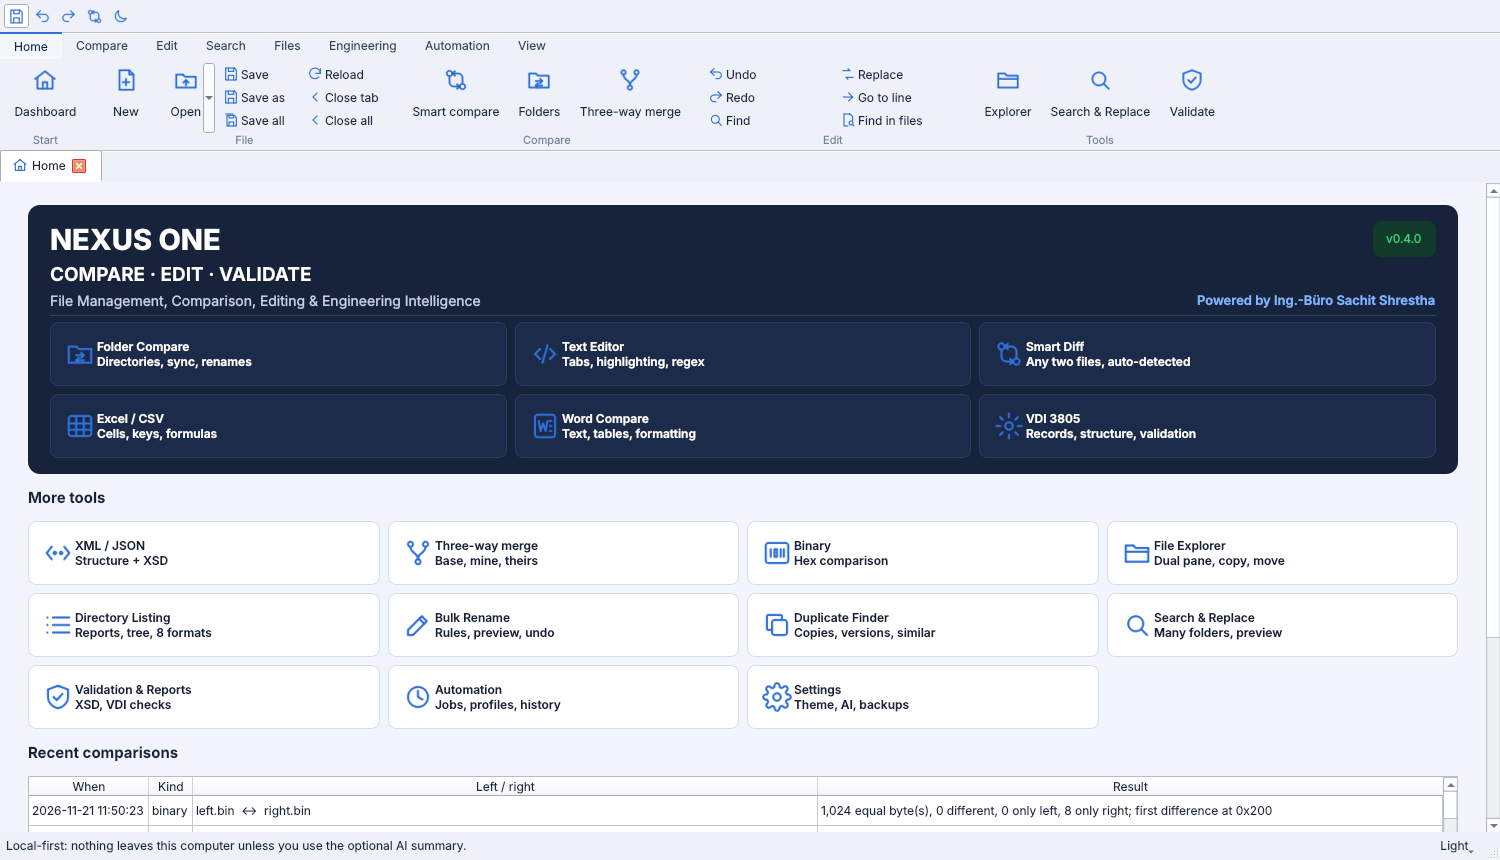 Home
Compare
Edit
Search
Files
Engineering
Automation
View
Dashboard
New
Open
Save
Save as
Save all
Reload
Close tab
Close all
Smart compare
Folders
Three-way merge
Undo
Redo
Find
Replace
Go to line
Find in files
Explorer
Search & Replace
Validate
Start
File
Compare
Edit
Tools
Home
NEXUS ONE
v0.4.0
COMPARE · EDIT · VALIDATE
File Management, Comparison, Editing & Engineering Intelligence
Powered by Ing.-Büro Sachit Shrestha
Folder Compare
Directories, sync, renames
Text Editor
Tabs, highlighting, regex
Smart Diff
Any two files, auto-detected
Excel / CSV
Cells, keys, formulas
Word Compare
Text, tables, formatting
VDI 3805
Records, structure, validation
More tools
XML / JSON
Structure + XSD
Three-way merge
Base, mine, theirs
Binary
Hex comparison
File Explorer
Dual pane, copy, move
Directory Listing
Reports, tree, 8 formats
Bulk Rename
Rules, preview, undo
Duplicate Finder
Copies, versions, similar
Search & Replace
Many folders, preview
Validation & Reports
XSD, VDI checks
Automation
Jobs, profiles, history
Settings
Theme, AI, backups
Recent comparisons
When Kind Left / right Result
2026-11-21 11:50:23 binary left.bin ↔ right.bin 1,024 equal byte(s), 0 different, 0 only left, 8 only right; first difference at 0x200
Local-first: nothing leaves this computer unless you use the optional AI summary.
Light